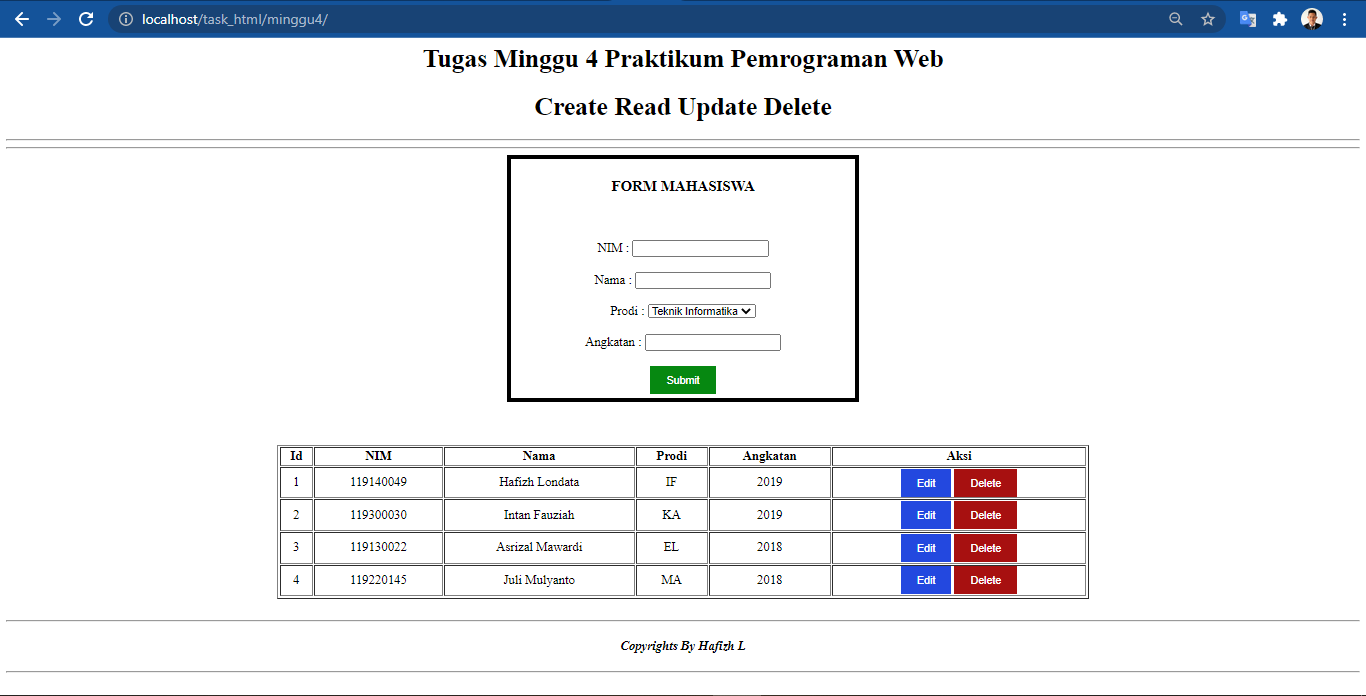 localhost/task_html/minggu4/
Tugas Minggu 4 Praktikum Pemrograman Web
Create Read Update Delete
FORM MAHASISWA
NIM :
Nama :
Prodi : Teknik Informatika
Angkatan :
Submit
Id NIM Nama Prodi Angkatan Aksi
1 119140049 Hafizh Londata IF 2019 Edit Delete
2 119300030 Intan Fauziah KA 2019 Edit Delete
3 119130022 Asrizal Mawardi EL 2018 Edit Delete
4 119220145 Juli Mulyanto MA 2018 Edit Delete
Copyrights By Hafizh L